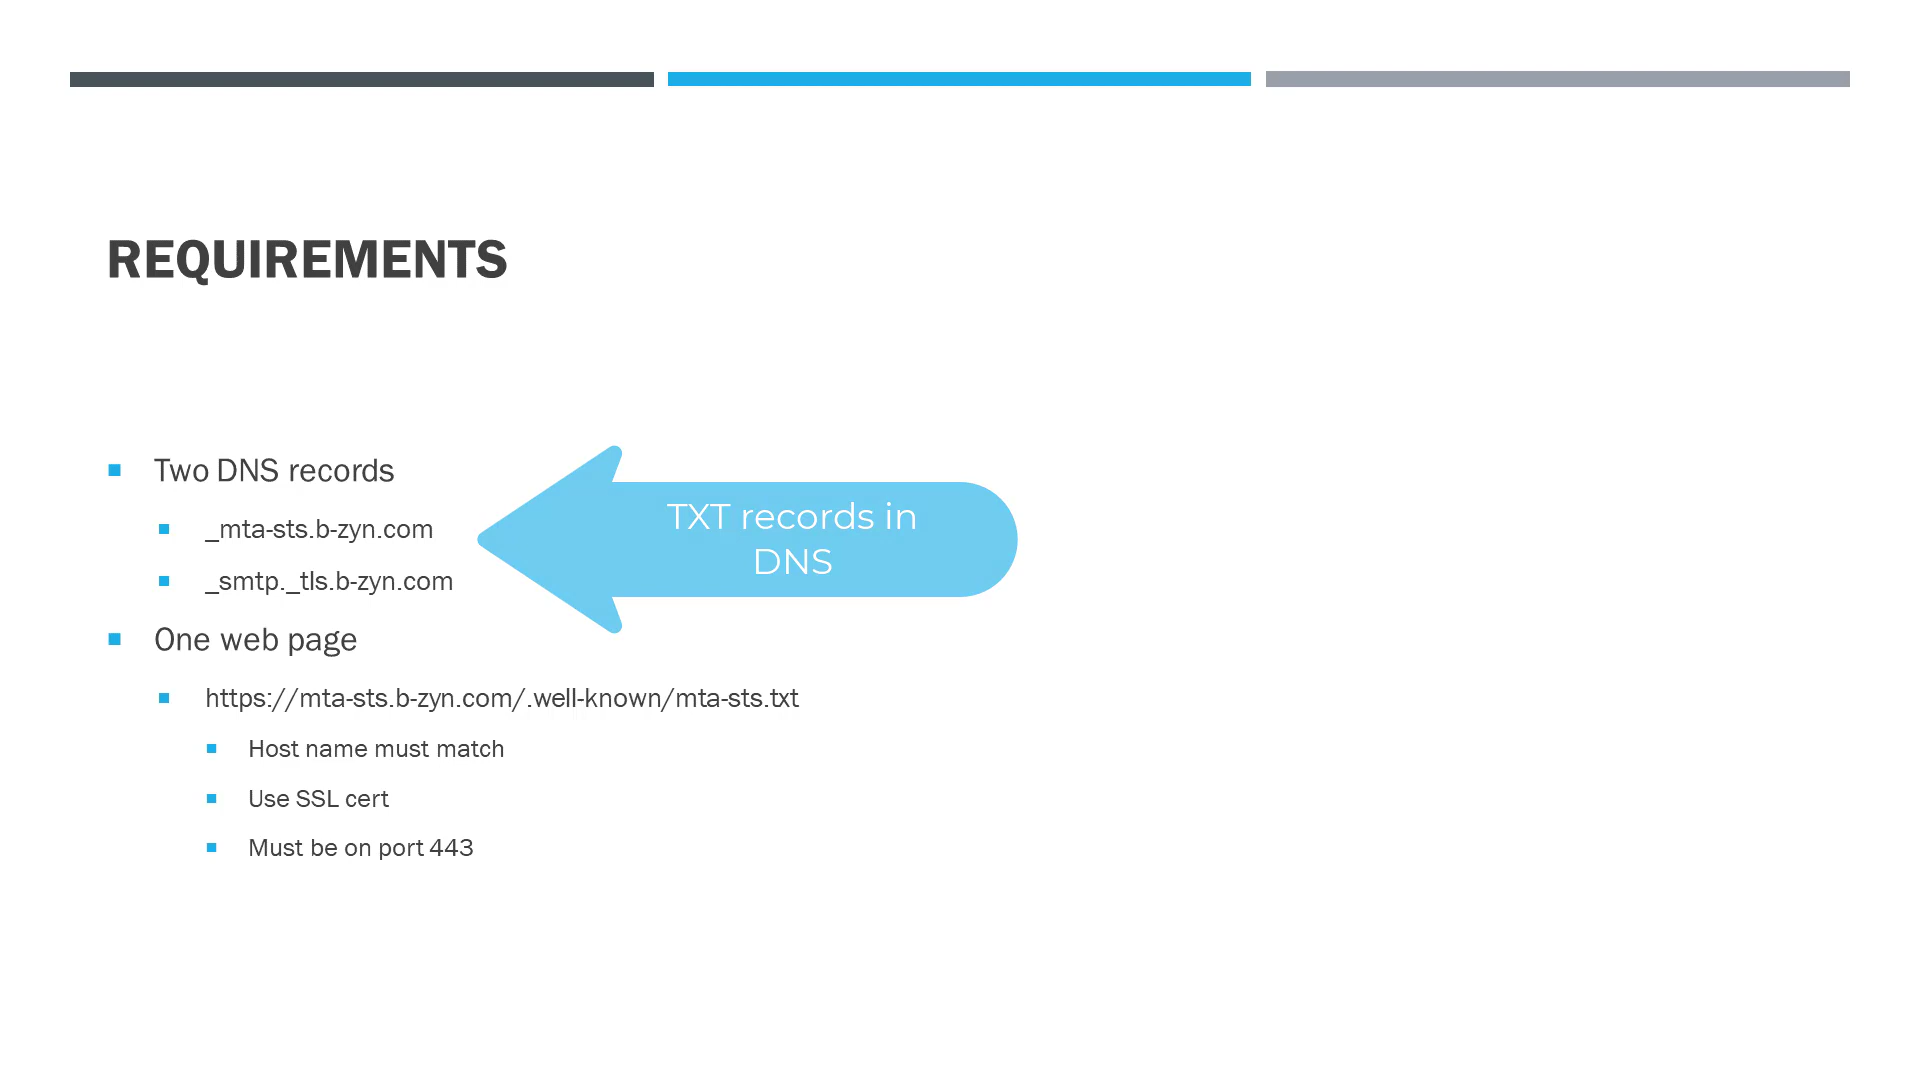 REQUIREMENTS
Two DNS records
_mta-sts.b-zyn.com
_smtp._tls.b-zyn.com
TXT records in
DNS
One web page
https://mta-sts.b-zyn.com/.well-known/mta-sts.txt
Host name must match
Use SSL cert
Must be on port 443